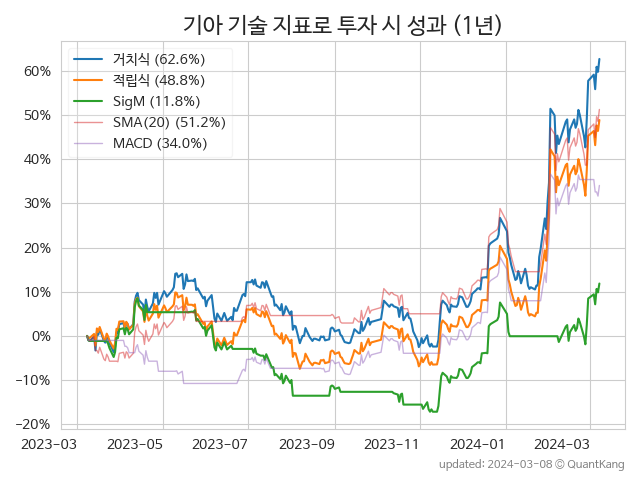 기아 기술 지표로 투자 시 성과 (1년)
거치식 (62.6%)
적립식 (48.8%)
SigM (11.8%)
SMA(20) (51.2%)
MACD (34.0%)
60%
50%
40%
30%
20%
10%
0%
−10%
−20%
2023-03 2023-05 2023-07 2023-09 2023-11 2024-01 2024-03
updated: 2024-03-08 © QuantKang